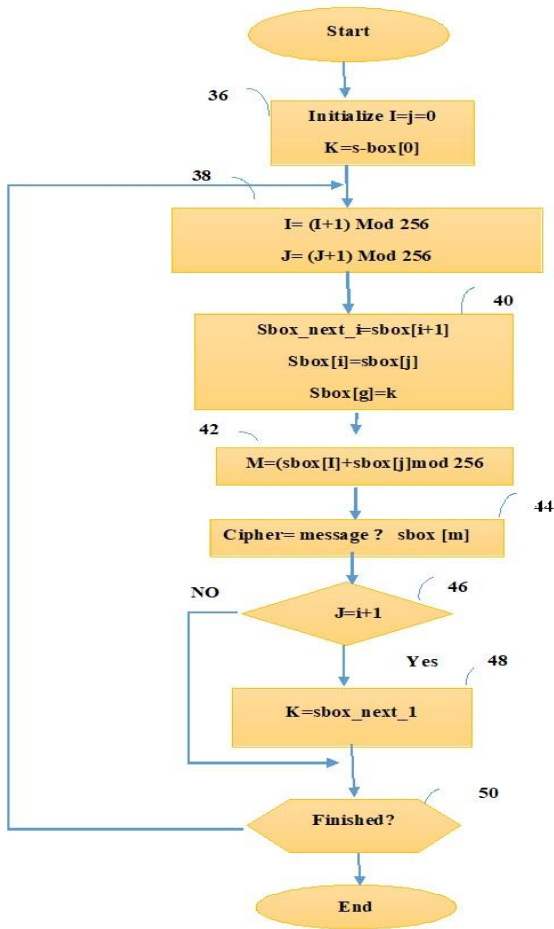 Start
36
Initialize I=j=0
K=s-box[0]
38
I= (I+1) Mod 256
J= (J+1) Mod 256
40
Sbox_next_i=sbox[i+1]
Sbox[i]=sbox[j]
Sbox[g]=k
42
M=(sbox[I]+sbox[j]mod 256
44
Cipher= message ? sbox [m]
46
NO
J=i+1
Yes
48
K=sbox_next_1
50
Finished?
End